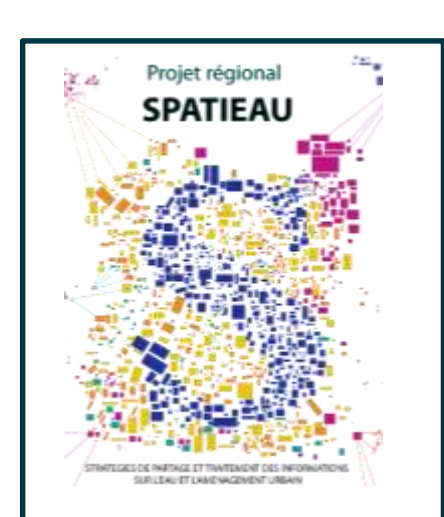 Projet régional
SPATIEAU
STRATEGIES DE PARTAGE ET TRAITEMENT DES INFORMATIONS
SUR L'EAU ET L'AMENAGEMENT URBAIN